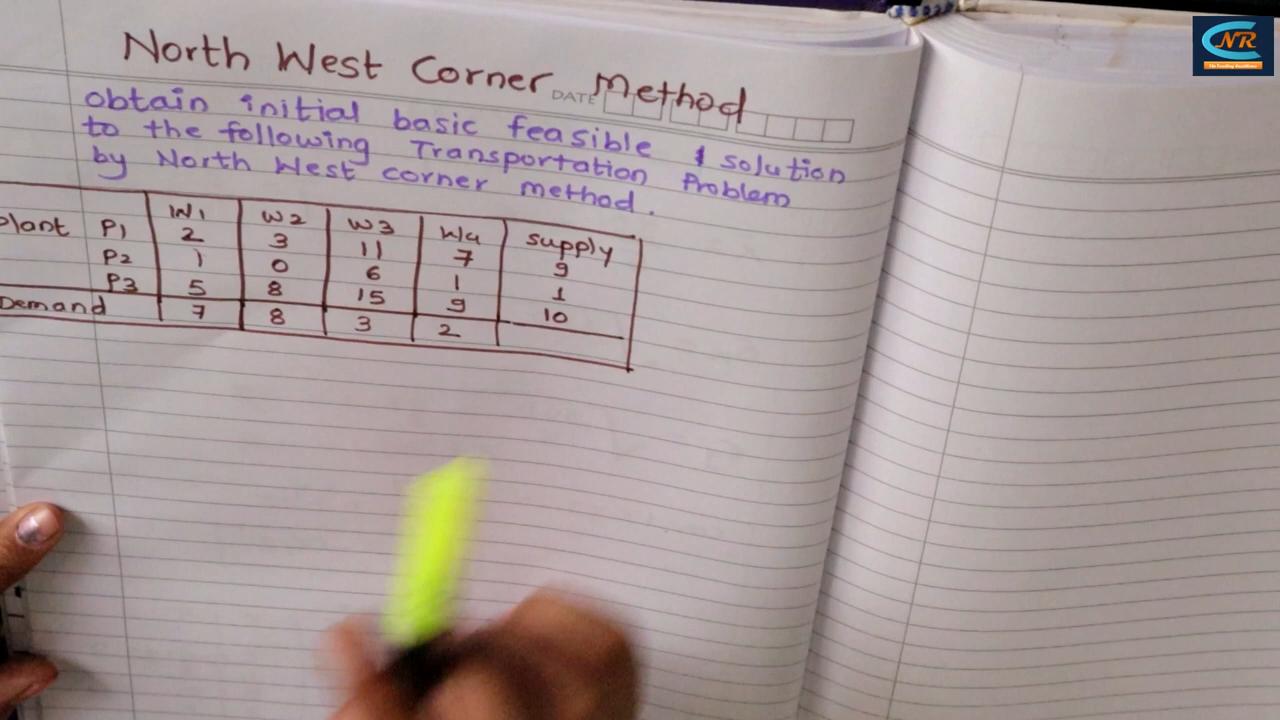 North West Corner Method
DATE
obtain initial basic feasible solution
to the following Transportation Problem
by North West corner method.
plant P1 W1 W2 W3 W4 Supply
2 3 11 7 9
P2 1 0 6 1 1
P3 5 8 15 9 10
Demand 7 8 3 2
NR